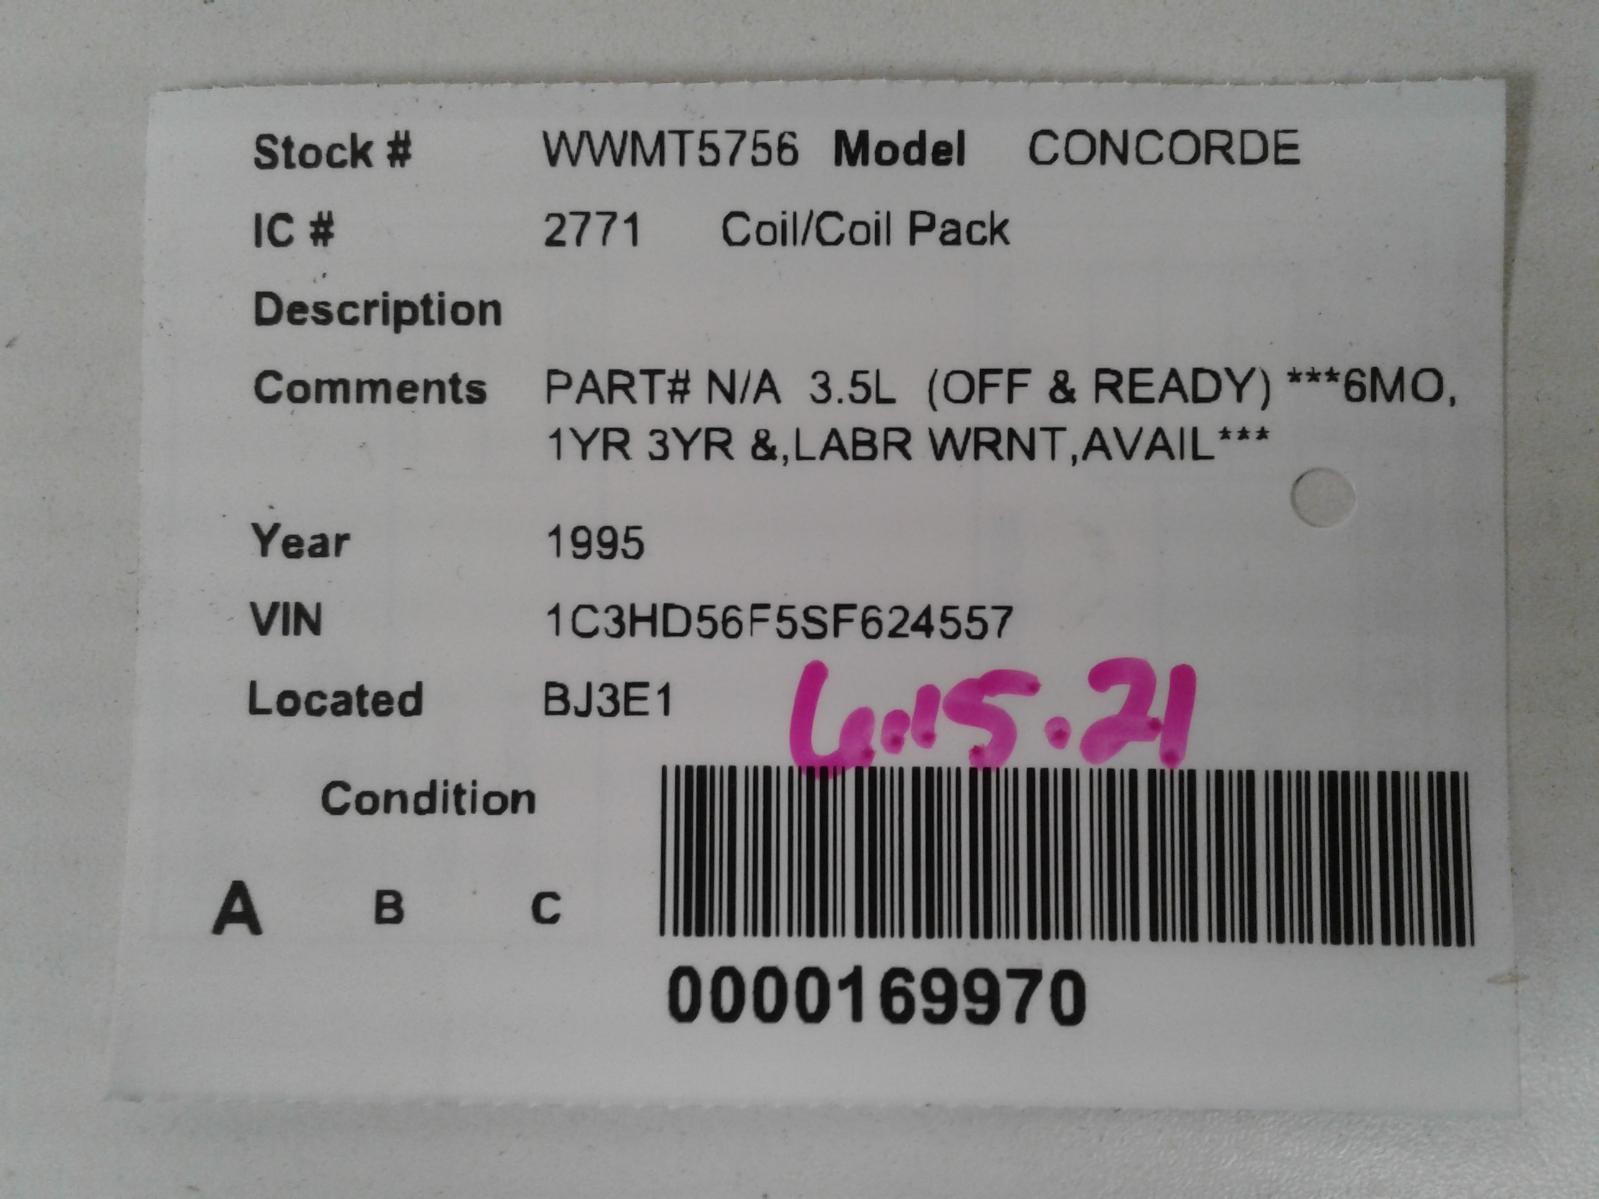 Stock # WWMT5756 Model CONCORDE
IC # 2771 Coil/Coil Pack
Description
Comments PART# N/A 3.5L (OFF & READY) ***6MO,
1YR 3YR &,LABR WRNT,AVAIL***
Year 1995
VIN 1C3HD56F5SF624557
Located BJ3E1 6.15.21
Condition
A B C
0000169970